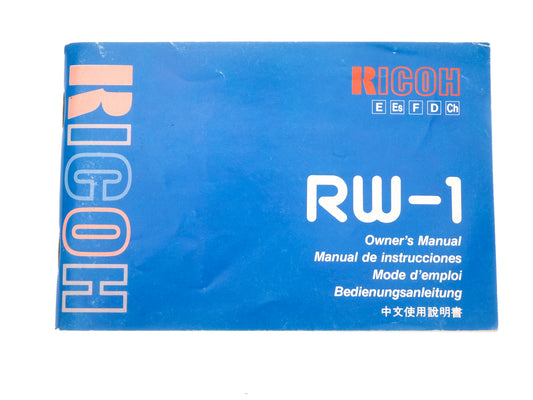 RICOH
RICOH
E Es F D Ch
RW-1
Owner's Manual
Manual de instrucciones
Mode d'emploi
Bedienungsanleitung
中文使用說明書